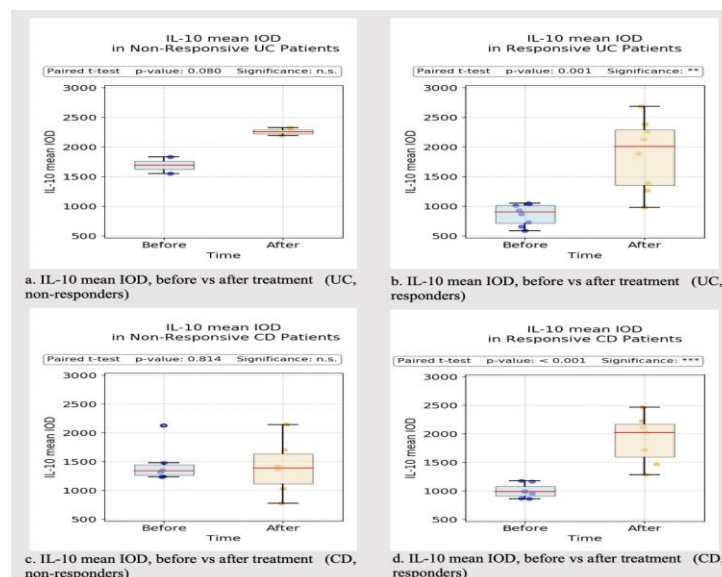 IL-10 mean IOD
in Non-Responsive UC Patients
Paired t-test p-value: 0.080 Significance: n.s.
3000
2500
2000
1500
1000
500
IL-10 mean IOD
Before After
Time
a. IL-10 mean IOD, before vs after treatment (UC,
non-responders)
IL-10 mean IOD
in Responsive UC Patients
Paired t-test p-value: 0.001 Significance: **
3000
2500
2000
1500
1000
500
IL-10 mean IOD
Before After
Time
b. IL-10 mean IOD, before vs after treatment (UC,
responders)
IL-10 mean IOD
in Non-Responsive CD Patients
Paired t-test p-value: 0.814 Significance: n.s.
3000
2500
2000
1500
1000
500
IL-10 mean IOD
Before After
Time
c. IL-10 mean IOD, before vs after treatment (CD,
non-responders)
IL-10 mean IOD
in Responsive CD Patients
Paired t-test p-value: < 0.001 Significance: ***
3000
2500
2000
1500
1000
500
IL-10 mean IOD
Before After
Time
d. IL-10 mean IOD, before vs after treatment (CD,
responders)